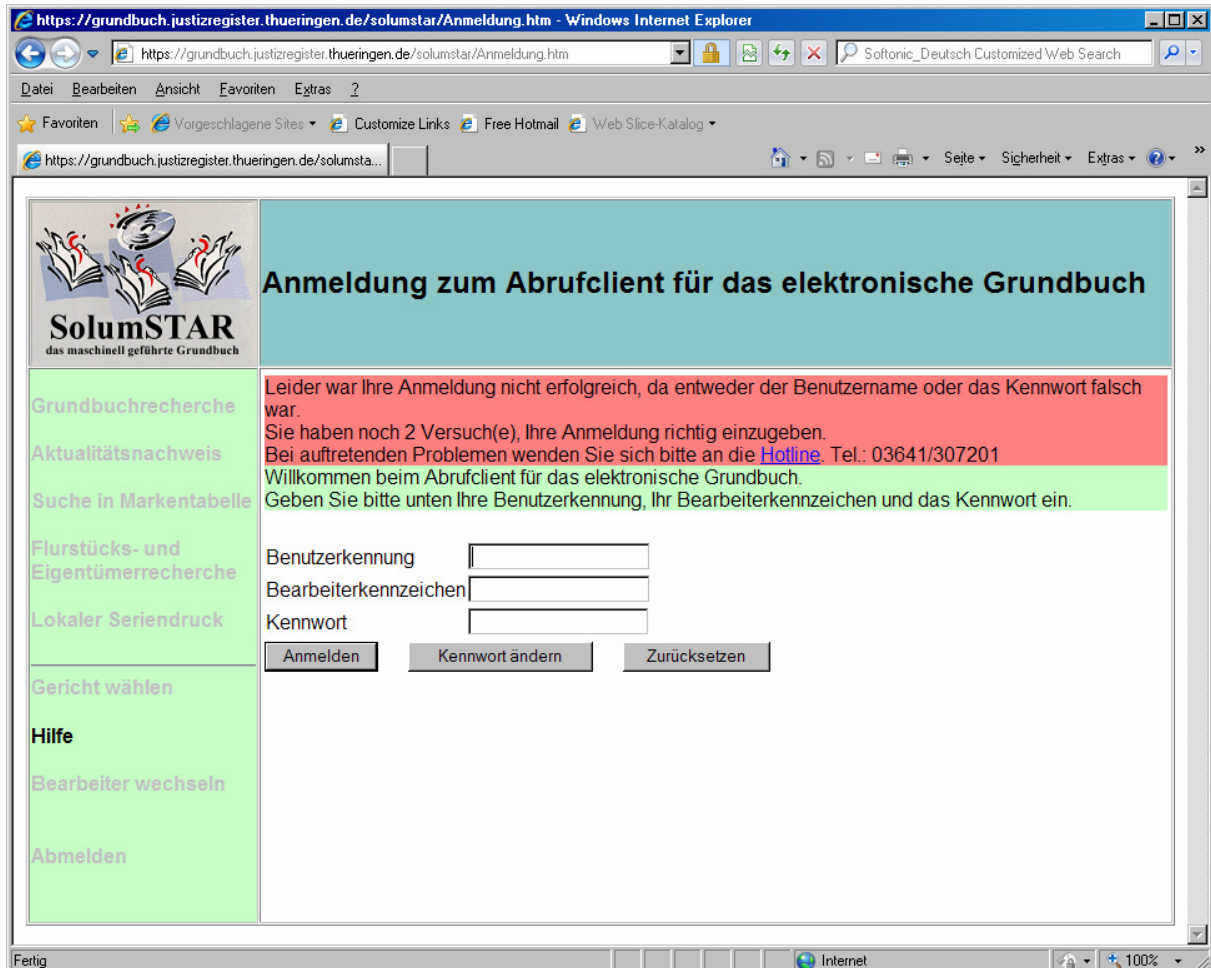 https://grundbuch.justizregister.thueringen.de/solumstar/Anmeldung.htm - Windows Internet Explorer
https://grundbuch.justizregister.thueringen.de/solumstar/Anmeldung.htm
Softonic_Deutsch Customized Web Search
Datei Bearbeiten Ansicht Favoriten Extras ?
Favoriten Vorgeschlagene Sites Customize Links Free Hotmail Web Slice-Katalog
https://grundbuch.justizregister.thueringen.de/solumsta... Seite Sicherheit Extras »
SolumSTAR
das maschinell geführte Grundbuch
Anmeldung zum Abrufclient für das elektronische Grundbuch
Grundbuchrecherche
Aktualitätsnachweis
Suche in Markentabelle
Flurstücks- und
Eigentümerrecherche
Lokaler Seriendruck
Gericht wählen
Hilfe
Bearbeiter wechseln
Abmelden
Leider war Ihre Anmeldung nicht erfolgreich, da entweder der Benutzername oder das Kennwort falsch
war.
Sie haben noch 2 Versuch(e), Ihre Anmeldung richtig einzugeben.
Bei auftretenden Problemen wenden Sie sich bitte an die Hotline. Tel.: 03641/307201
Willkommen beim Abrufclient für das elektronische Grundbuch.
Geben Sie bitte unten Ihre Benutzerkennung, Ihr Bearbeiterkennzeichen und das Kennwort ein.
Benutzerkennung
Bearbeiterkennzeichen
Kennwort
Anmelden Kennwort ändern Zurücksetzen
Fertig Internet 100%